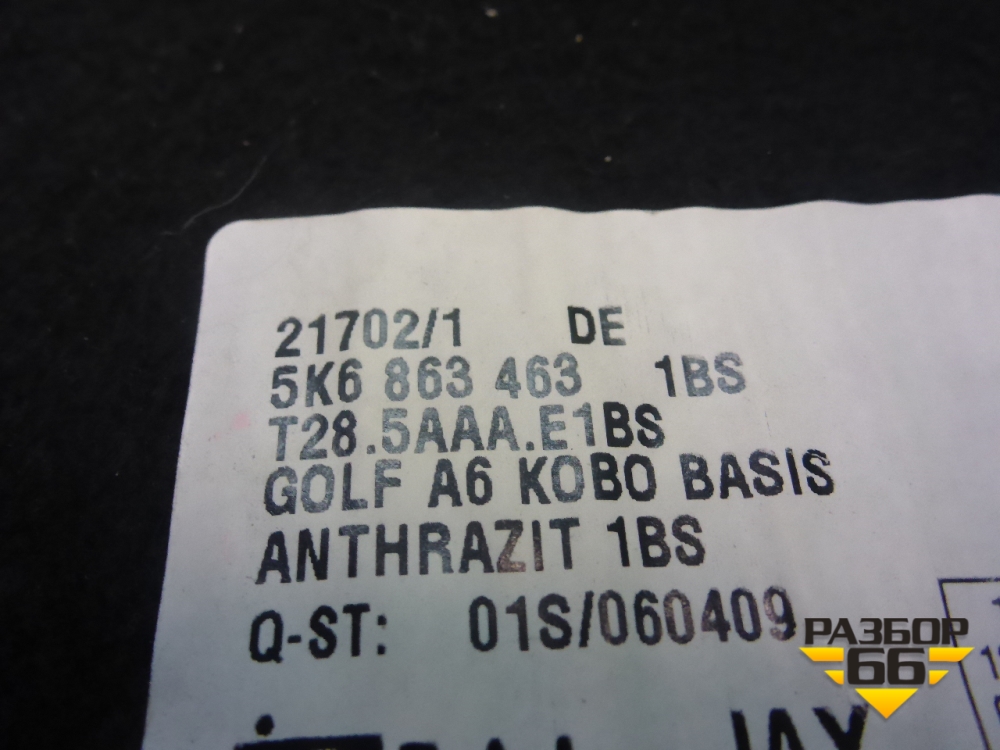 21702/1 DE
5K6 863 463 1BS
T28.5AAA.E1BS
GOLF A6 KOBO BASIS
ANTHRAZIT 1BS
Q-ST: 01S/060409
РАЗБОР
66